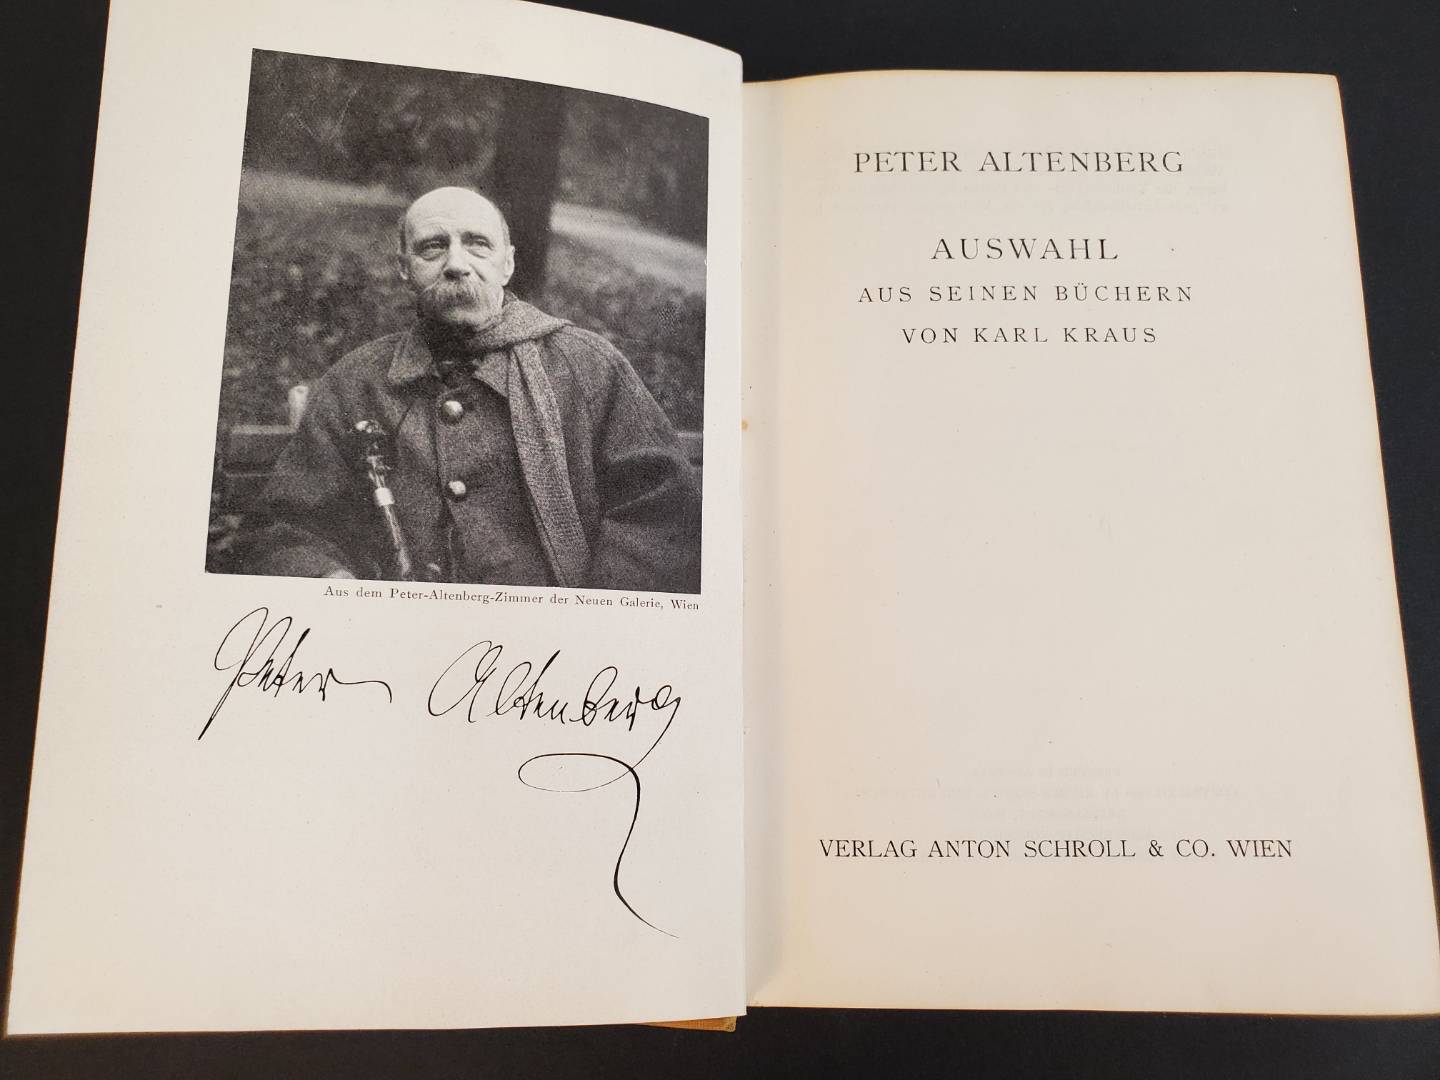 Aus dem Peter-Altenberg-Zimmer der Neuen Galerie, Wien
Peter Altenberg
PETER ALTENBERG
AUSWAHL
AUS SEINEN BÜCHERN
VON KARL KRAUS
VERLAG ANTON SCHROLL & CO. WIEN